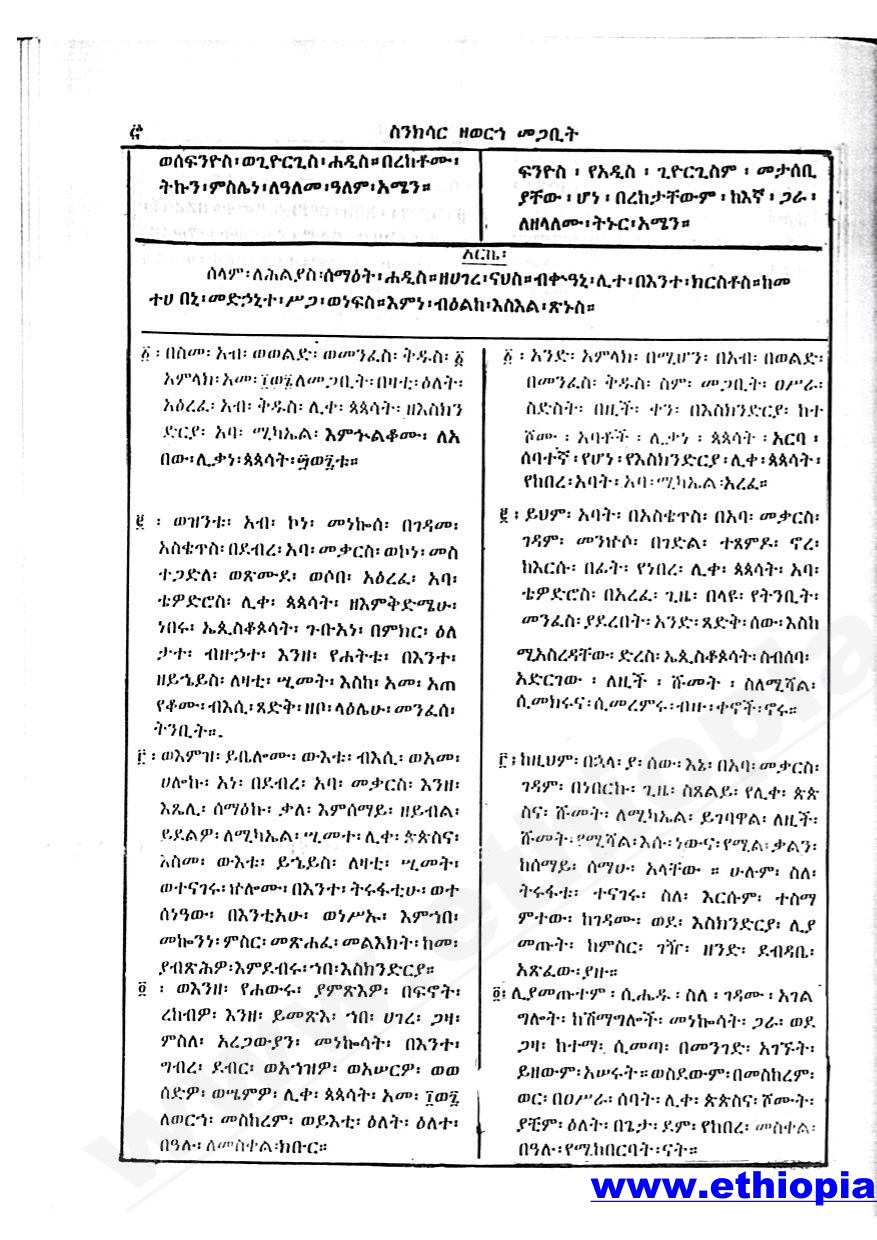 ፭ ስንክሳር ዘወርኀ መጋቢት
ወሰፍንዮስ፡ወጊዮርጊስ፡ሐዲስ።በረከቶሙ፡
ትኩን፡ምስሌነ፡ለዓለመ፡ዓለም፡አሜን።
ፍንዮስ ፡ የአዲስ ፡ ጊዮርጊስም ፡ መታሰቢ
ያቸው ፡ ሆነ ፡ በረከታቸውም ፡ ከእኛ ፡ ጋራ ፡
ለዘላለሙ፡ትኑር፡አሜን።
አርኬ፡
ሰላም፡ለሕልያስ፡ሰማዕት፡ሐዲስ።ዘሀገረ፡ናህስ።ብቍዓኒ፡ሊተ፡በእንተ፡ክርስቶስ።ከመ
ተሀ በኒ፡መድኃኒተ፡ሥጋ፡ወነፍስ።እምነ፡ብዕልከ፡እስእል፡ጽኑስ።
፩ ፡ በስመ፡ አብ፡ ወወልድ፡ ወመንፈስ፡ ቅዱስ፡ ፩
አምላክ፡አመ፡፲ወ፮ለመጋቢት፡በዛቲ፡ዕለት፡
አዕረፈ፡ አብ፡ ቅዱስ፡ ሊቀ፡ ጳጳሳት፡ ዘእስክን
ድርያ፡ አባ፡ ሚካኤል፡ እምኍልቆሙ፡ ለአ
በው፡ሊቃነ፡ጳጳሳት፡፵ወ፯ቱ።
፪ ፡ ወዝንቱ፡ አብ፡ ኮነ፡ መነኰሰ፡ በገዳመ፡
አስቄጥስ፡በደብረ፡አባ፡መቃርስ፡ወኮነ፡መስ
ተጋድለ፡ ወጽሙደ፡ ወሶበ፡ አዕረፈ፡ አባ፡
ቴዎድሮስ፡ ሊቀ፡ ጳጳሳት፡ ዘእምቅድሜሁ፡
ነበሩ፡ ኤጲስቆጶሳት፡ ጉቡአነ፡ በምክር፡ ዕለ
ታተ፡ ብዙኃተ፡ እንዘ፡ የሐትቱ፡ በእንተ፡
ዘይኄይስ፡ ለዛቲ፡ ሢመት፡ እስከ፡ አመ፡ አጠ
የቆሙ፡ብእሲ፡ጻድቅ፡ዘቦ፡ላዕሌሁ፡መንፈሰ፡
ትንቢት።
፫ ፡ ወእምዝ፡ ይቤሎሙ፡ ውእቱ፡ ብእሲ፡ ወአመ፡
ሀሎኩ፡ አነ፡ በደብረ፡ አባ፡ መቃርስ፡ እንዘ፡
እጼሊ፡ ሰማዕኩ፡ ቃለ፡ እምሰማይ፡ ዘይብል፡
ይደልዎ፡ለሚካኤል፡ሢመተ፡ሊቀ፡ጵጵስና፡
እስመ፡ ውእቱ፡ ይኄይስ፡ ለዛቲ፡ ሢመት፡
ወተናገሩ፡ኵሎሙ፡በእንተ፡ትሩፋቲሁ፡ወተ
ሰነዓው፡ በእንቲአሁ፡ ወነሥኡ፡ እምኀበ፡
መኰንነ፡ምስር፡መጽሐፈ፡መልእክት፡ከመ፡
ያብጽሕዎ፡እምደብሩ፡ኀበ፡እስክንድርያ።
፬ ፡ ወእንዘ፡ የሐውሩ፡ ያምጽእዎ፡ በፍኖት፡
ረከብዎ፡ እንዘ፡ ይመጽእ፡ ኀበ፡ ሀገረ፡ ጋዛ፡
ምስለ፡ አረጋውያን፡ መነኰሳት፡ በእንተ፡
ግብረ፡ ደብር፡ ወአኀዝዎ፡ ወአሠርዎ፡ ወወ
ሰድዎ፡ ወሤምዎ፡ ሊቀ፡ ጳጳሳት፡ አመ፡ ፲ወ፯
ለወርኀ፡ መስከረም፡ ወይእቲ፡ ዕለት፡ ዕለተ፡
በዓሉ፡ለመስቀል፡ክቡር።
፩ ፡ አንድ፡ አምላክ፡ በሚሆን፡ በአብ፡ በወልድ፡
በመንፈስ፡ ቅዱስ፡ ስም፡ መጋቢት፡ ዐሥራ፡
ስድስት፡ በዚች፡ ቀን፡ በእስክንድርያ፡ ከተ
ሾሙ ፡ አባቶች ፡ ሊቃነ ፡ ጳጳሳት ፡ አርባ ፡
ሰባተኛ፡የሆነ፡የእስክንድርያ፡ሊቀ፡ጳጳሳት፡
የከበረ፡አባት፡ አባ፡ሚካኤል፡አረፈ።
፪ ፡ ይህም፡ አባት፡ በአስቄጥስ፡ በአባ፡ መቃርስ፡
ገዳም፡ መንኵሶ፡ በገድል፡ ተጸምዶ፡ ኖረ፡
ከእርሱ፡ በፊት፡ የነበረ፡ ሊቀ፡ ጳጳሳት፡ አባ፡
ቴዎድሮስ፡ በአረፈ፡ ጊዜ፡ በላዩ፡ የትንቢት፡
መንፈስ፡ያደረበት፡አንድ፡ጻድቅ፡ሰው፡እስከ
ሚአስረዳቸው፡ድረስ፡ኤጲስቆጶሳት፡ስብሰባ፡
አድርገው ፡ ለዚች ፡ ሹመት ፡ ስለሚሻል፡
ሲመክሩና፡ሲመረምሩ፡ብዙ፡ቀኖች፡ኖሩ።
፫ ፡ ከዚህም፡ በኋላ፡ ያ፡ ሰው፡ እኔ፡ በአባ፡ መቃርስ፡
ገዳም፡ በነበርኩ፡ ጊዜ፡ ስጸልይ፡ የሊቀ፡ ጵጵ
ስና፡ ሹመት፡ ለሚካኤል፡ ይገባዋል፡ ለዚች፡
ሹመት፡የሚሻል፡እሱ፡ነውና፡የሚል፡ቃልን፡
ከሰማይ፡ ሰማሁ፡ አላቸው ። ሁሉም፡ ስለ፡
ትሩፋቱ፡ ተናገሩ፡ ስለ፡ እርሱም፡ ተስማ
ምተው፡ ከገዳሙ፡ ወደ፡ እስክንድርያ፡ ሊያ
መጡት፡ ከምስር፡ ገዥ፡ ዘንድ፡ ደብዳቤ፡
አጽፈው፡ያዙ።
፬፡ ሊያመጡተም ፡ ሲሔዱ ፡ ስለ ፡ ገዳሙ ፡ አገል
ግሎት፡ ከሽማግሎች፡ መነኰሳት፡ ጋራ፡ ወደ
ጋዛ፡ ከተማ፡ ሲመጣ፡ በመንገድ፡ አገኙት፡
ይዘውም፡አሠሩት።ወስደውም፡በመስከረም፡
ወር፡በዐሥራ፡ ሰባት፡ ሊቀ፡ ጵጵስና፡ ሾሙት፡
ያቺም፡ ዕለት፡ በጌታ፡ ደም፡ የከበረ፡ መስቀል፡
በዓሉ፡የሚከበርባት፡ናት።
www.ethiopia